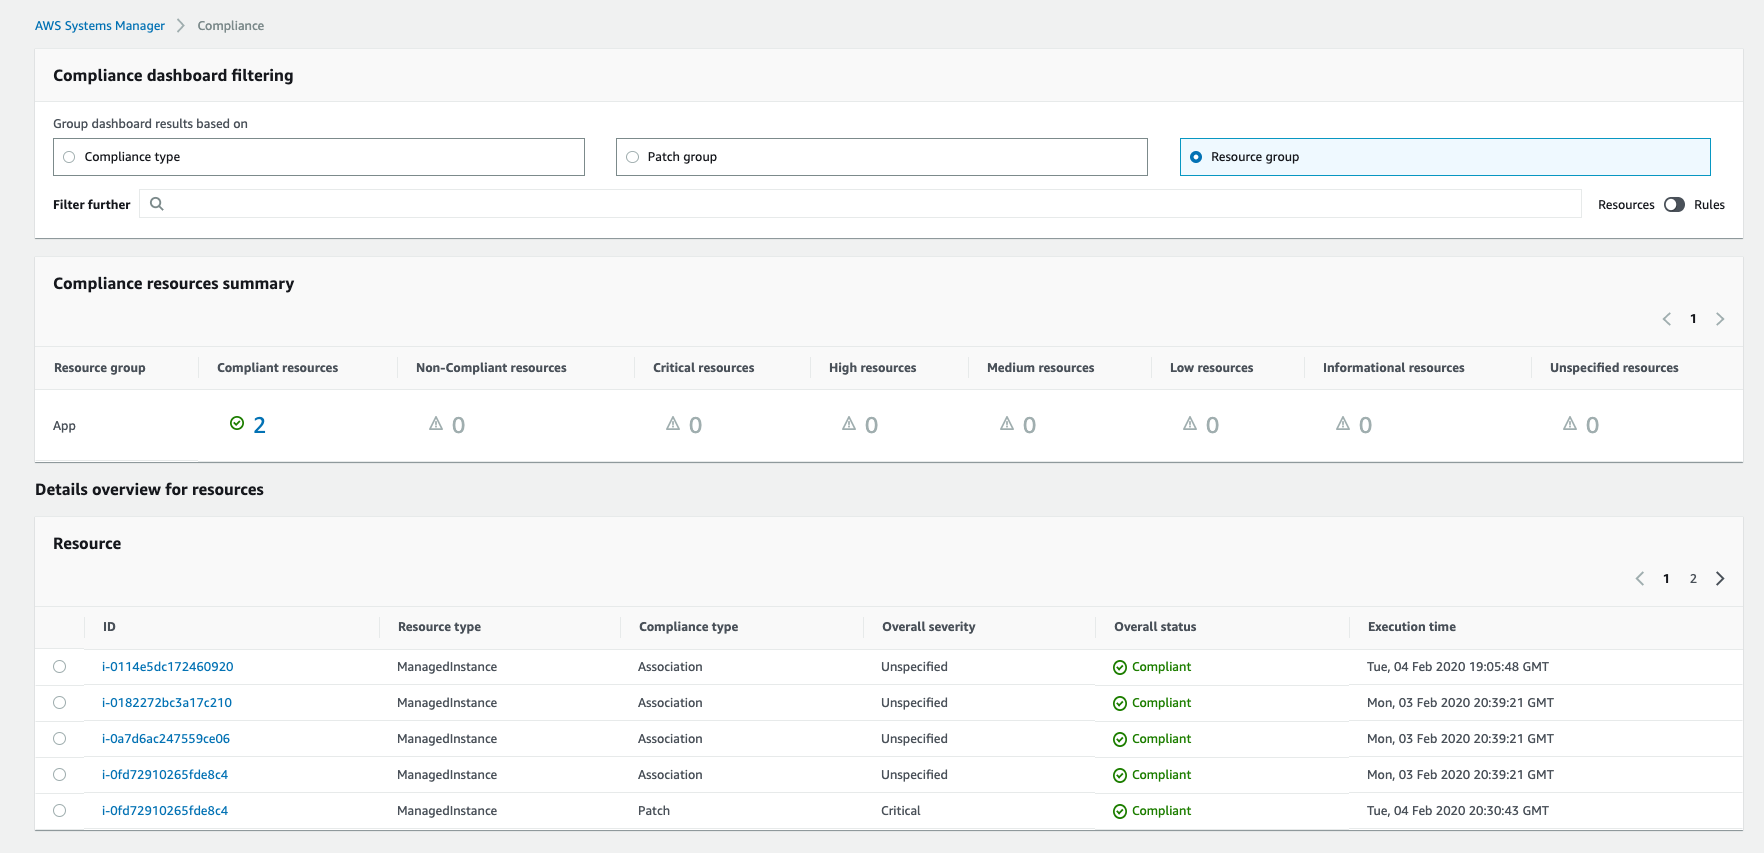 AWS Systems Manager Compliance
Compliance dashboard filtering
Group dashboard results based on
Compliance type Patch group Resource group
Filter further Resources Rules
Compliance resources summary
1
Resource group Compliant resources Non-Compliant resources Critical resources High resources Medium resources Low resources Informational resources Unspecified resources
App 2 0 0 0 0 0 0 0
Details overview for resources
Resource
1 2
ID Resource type Compliance type Overall severity Overall status Execution time
i-0114e5dc172460920 ManagedInstance Association Unspecified Compliant Tue, 04 Feb 2020 19:05:48 GMT
i-0182272bc3a17c210 ManagedInstance Association Unspecified Compliant Mon, 03 Feb 2020 20:39:21 GMT
i-0a7d6ac247559ce06 ManagedInstance Association Unspecified Compliant Mon, 03 Feb 2020 20:39:21 GMT
i-0fd72910265fde8c4 ManagedInstance Association Unspecified Compliant Mon, 03 Feb 2020 20:39:21 GMT
i-0fd72910265fde8c4 ManagedInstance Patch Critical Compliant Tue, 04 Feb 2020 20:30:43 GMT